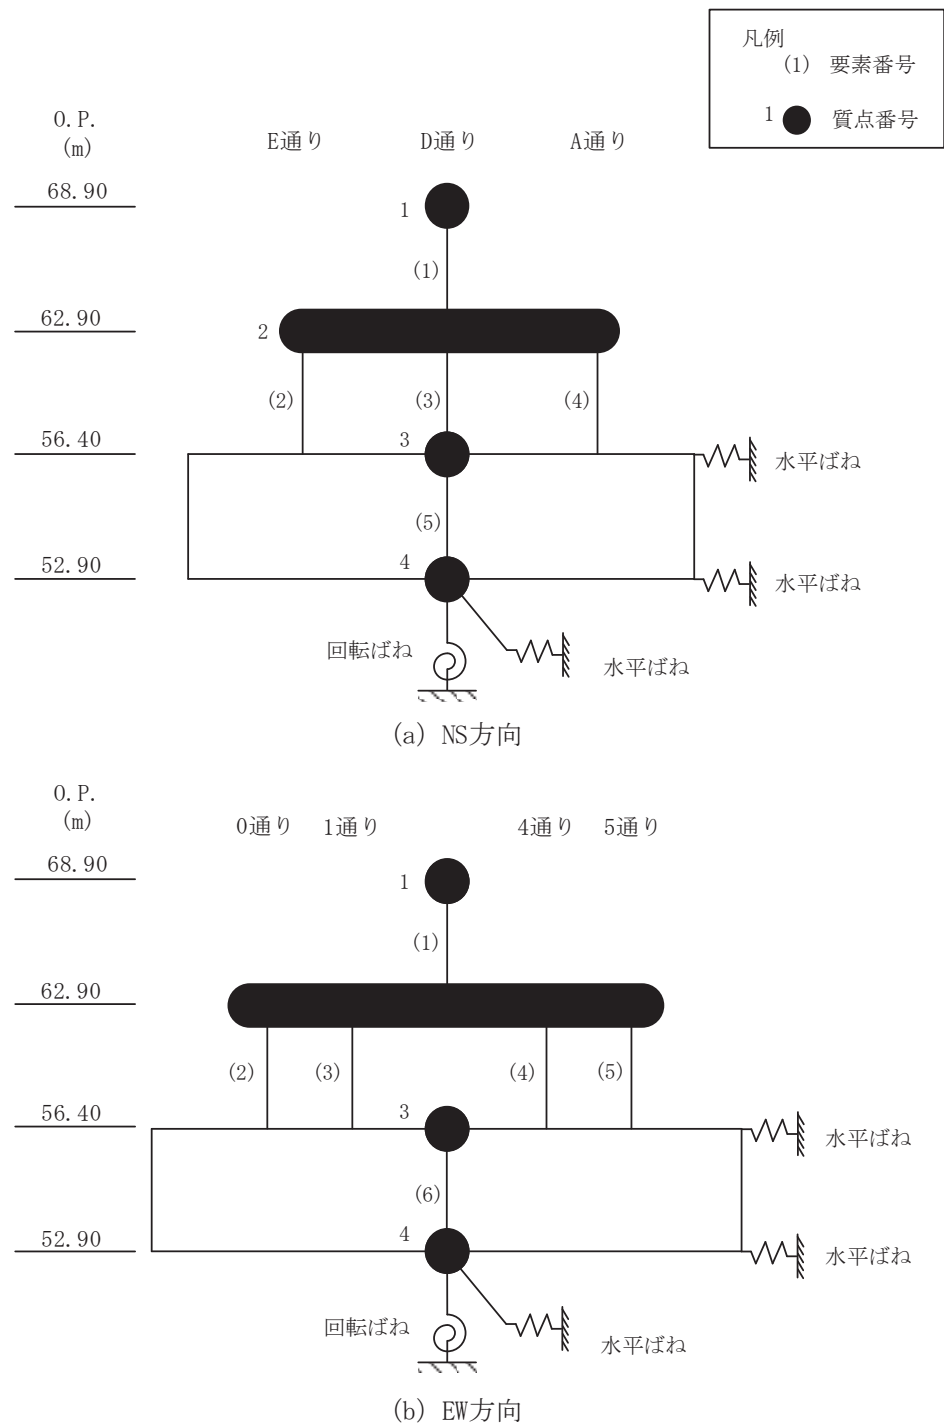 凡例
(1) 要素番号
1 質点番号
O.P.
(m)
E通り D通り A通り
68.90
1
(1)
62.90
2
(2) (3) (4)
56.40
3
水平ばね
(5)
52.90
4
水平ばね
回転ばね
水平ばね
(a) NS方向
O.P.
(m)
0通り 1通り 4通り 5通り
68.90
1
(1)
62.90
(2) (3) (4) (5)
56.40
3
水平ばね
(6)
52.90
4
水平ばね
回転ばね
水平ばね
(b) EW方向